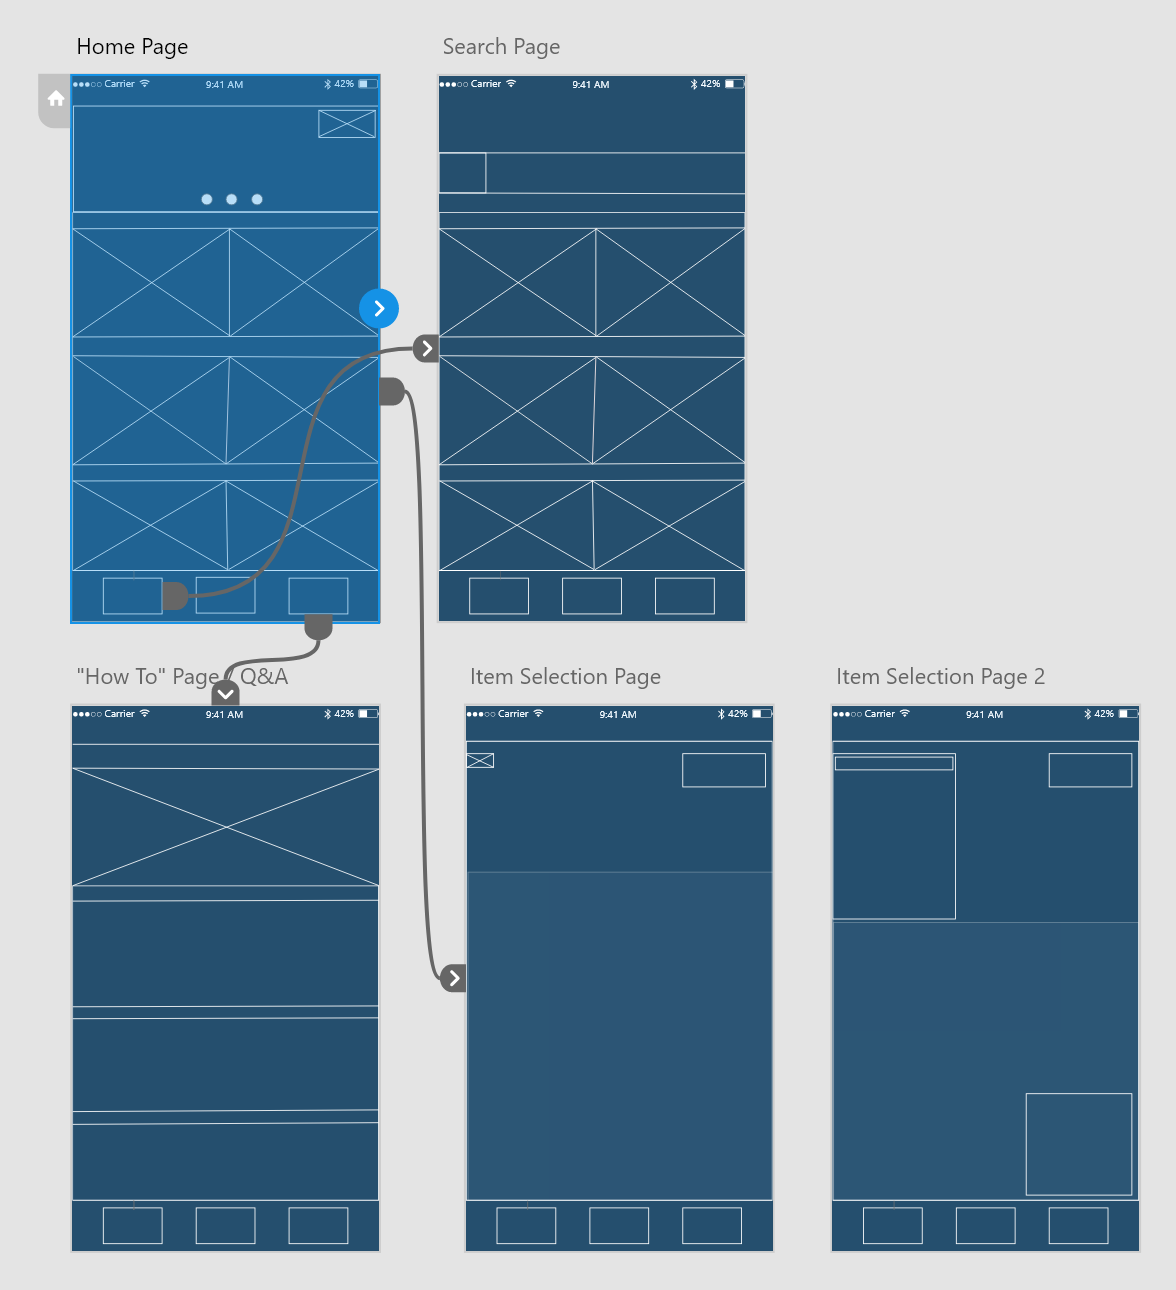 Home Page
Search Page
Carrier 9:41 AM 42%
Carrier 9:41 AM 42%
"How To" Page / Q&A
Item Selection Page
Item Selection Page 2
Carrier 9:41 AM 42%
Carrier 9:41 AM 42%
Carrier 9:41 AM 42%